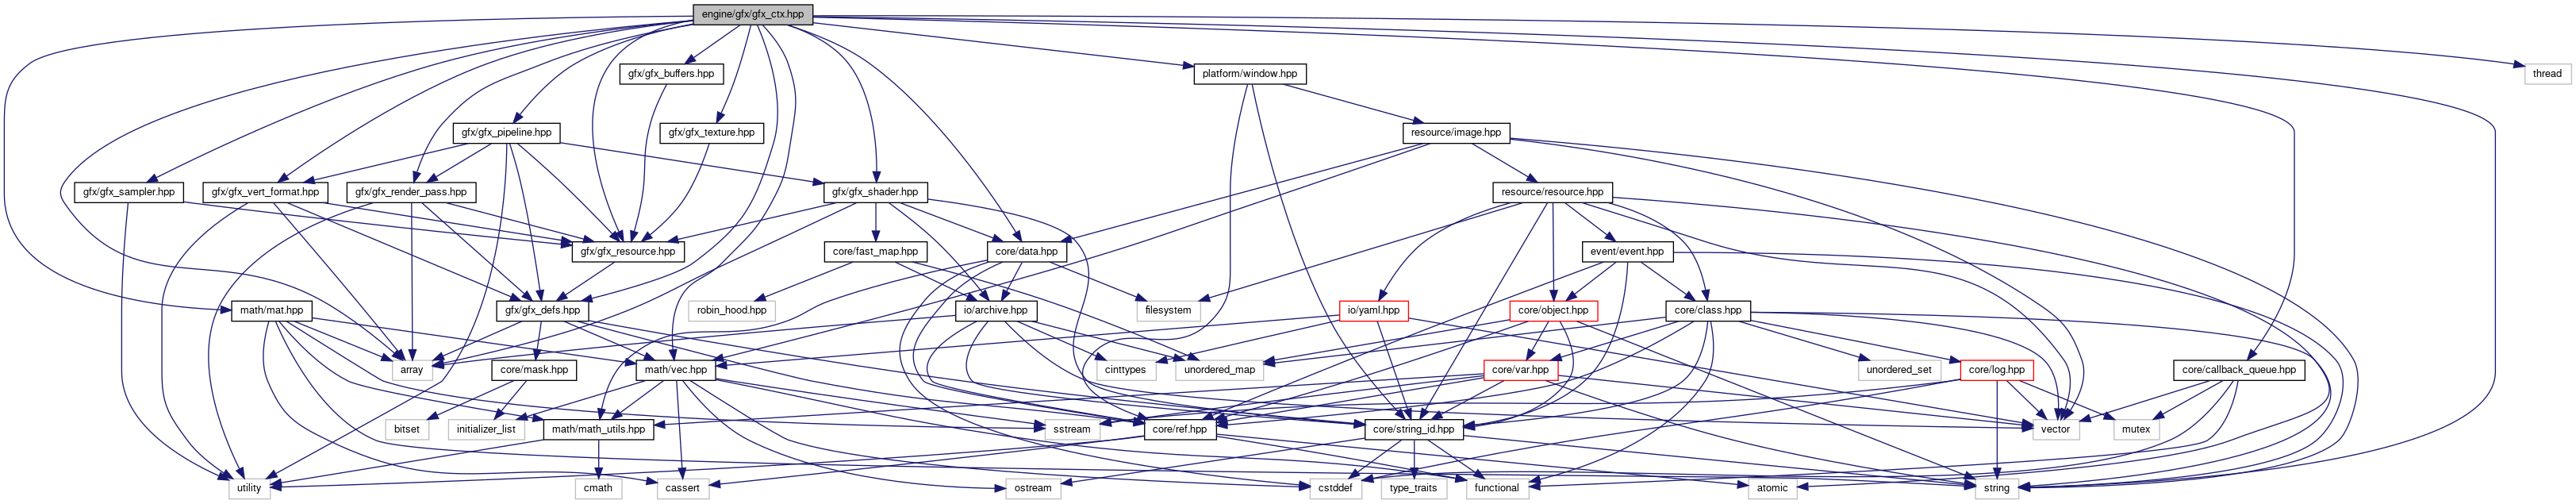 engine/gfx/gfx_ctx.hpp
gfx/gfx_buffers.hpp
platform/window.hpp
thread
gfx/gfx_pipeline.hpp
gfx/gfx_texture.hpp
resource/image.hpp
gfx/gfx_sampler.hpp
gfx/gfx_vert_format.hpp
gfx/gfx_render_pass.hpp
gfx/gfx_shader.hpp
resource/resource.hpp
gfx/gfx_resource.hpp
core/fast_map.hpp
core/data.hpp
event/event.hpp
math/mat.hpp
gfx/gfx_defs.hpp
robin_hood.hpp
io/archive.hpp
filesystem
io/yaml.hpp
core/object.hpp
core/class.hpp
array
core/mask.hpp
math/vec.hpp
cinttypes
unordered_map
core/var.hpp
unordered_set
core/log.hpp
core/callback_queue.hpp
bitset
initializer_list
math/math_utils.hpp
sstream
core/ref.hpp
core/string_id.hpp
vector
mutex
utility
cmath
cassert
ostream
cstddef
type_traits
functional
atomic
string